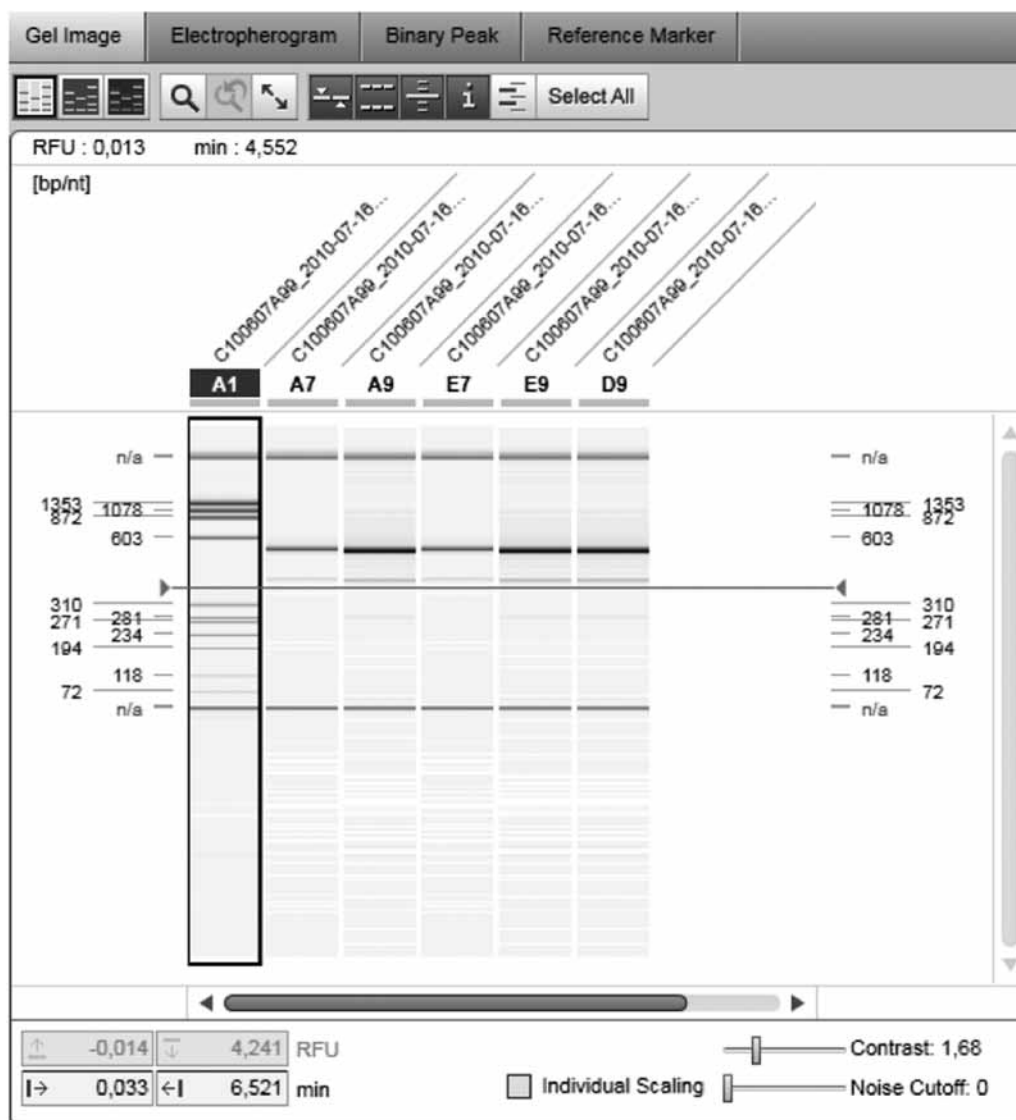 Gel Image Electropherogram Binary Peak Reference Marker
i Select All
RFU : 0,013 min : 4,552
[bp/nt]
C100607A99_2010-07-16...
C100607A99_2010-07-16...
C100607A99_2010-07-16...
C100607A99_2010-07-16...
C100607A99_2010-07-16...
C100607A99_2010-07-16...
A1 A7 A9 E7 E9 D9
n/a n/a
1353 1353
1078 1078
872 872
603 603
310 310
281 281
271 271
234 234
194 194
118 118
72 72
n/a n/a
-0,014 4,241 RFU Contrast: 1,68
0,033 6,521 min Individual Scaling Noise Cutoff: 0